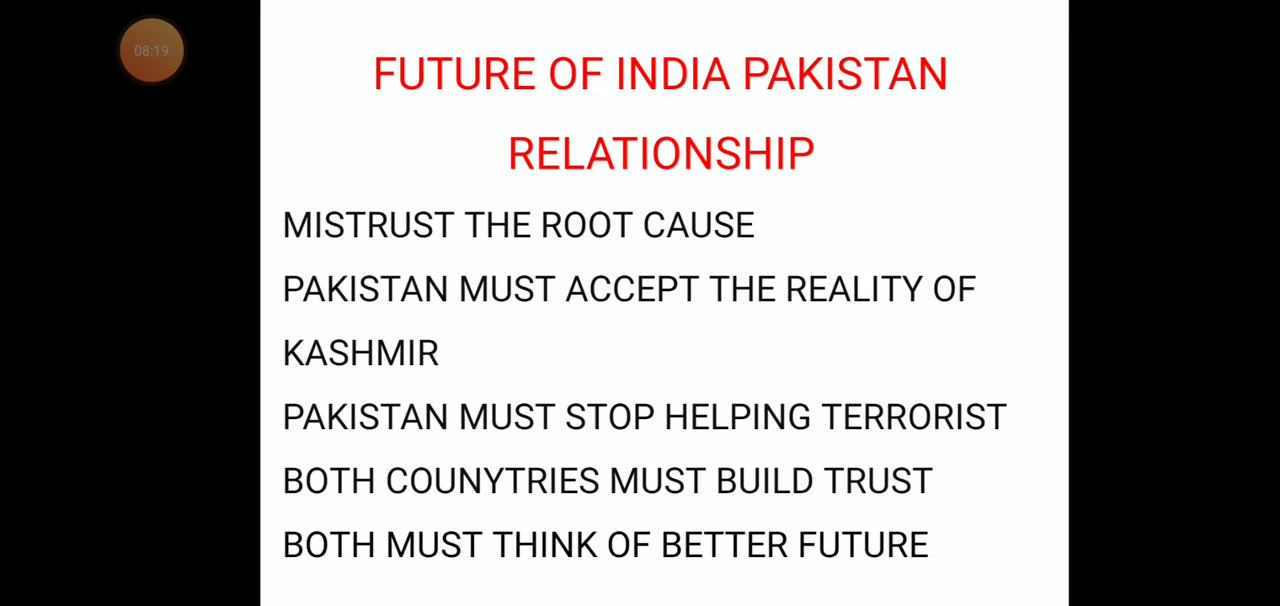 08:19
FUTURE OF INDIA PAKISTAN
RELATIONSHIP
MISTRUST THE ROOT CAUSE
PAKISTAN MUST ACCEPT THE REALITY OF
KASHMIR
PAKISTAN MUST STOP HELPING TERRORIST
BOTH COUNYTRIES MUST BUILD TRUST
BOTH MUST THINK OF BETTER FUTURE